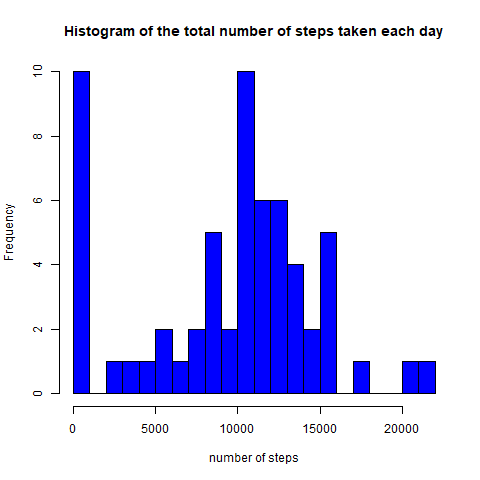 Histogram of the total number of steps taken each day
Frequency
10
8
6
4
2
0
0 5000 10000 15000 20000
number of steps